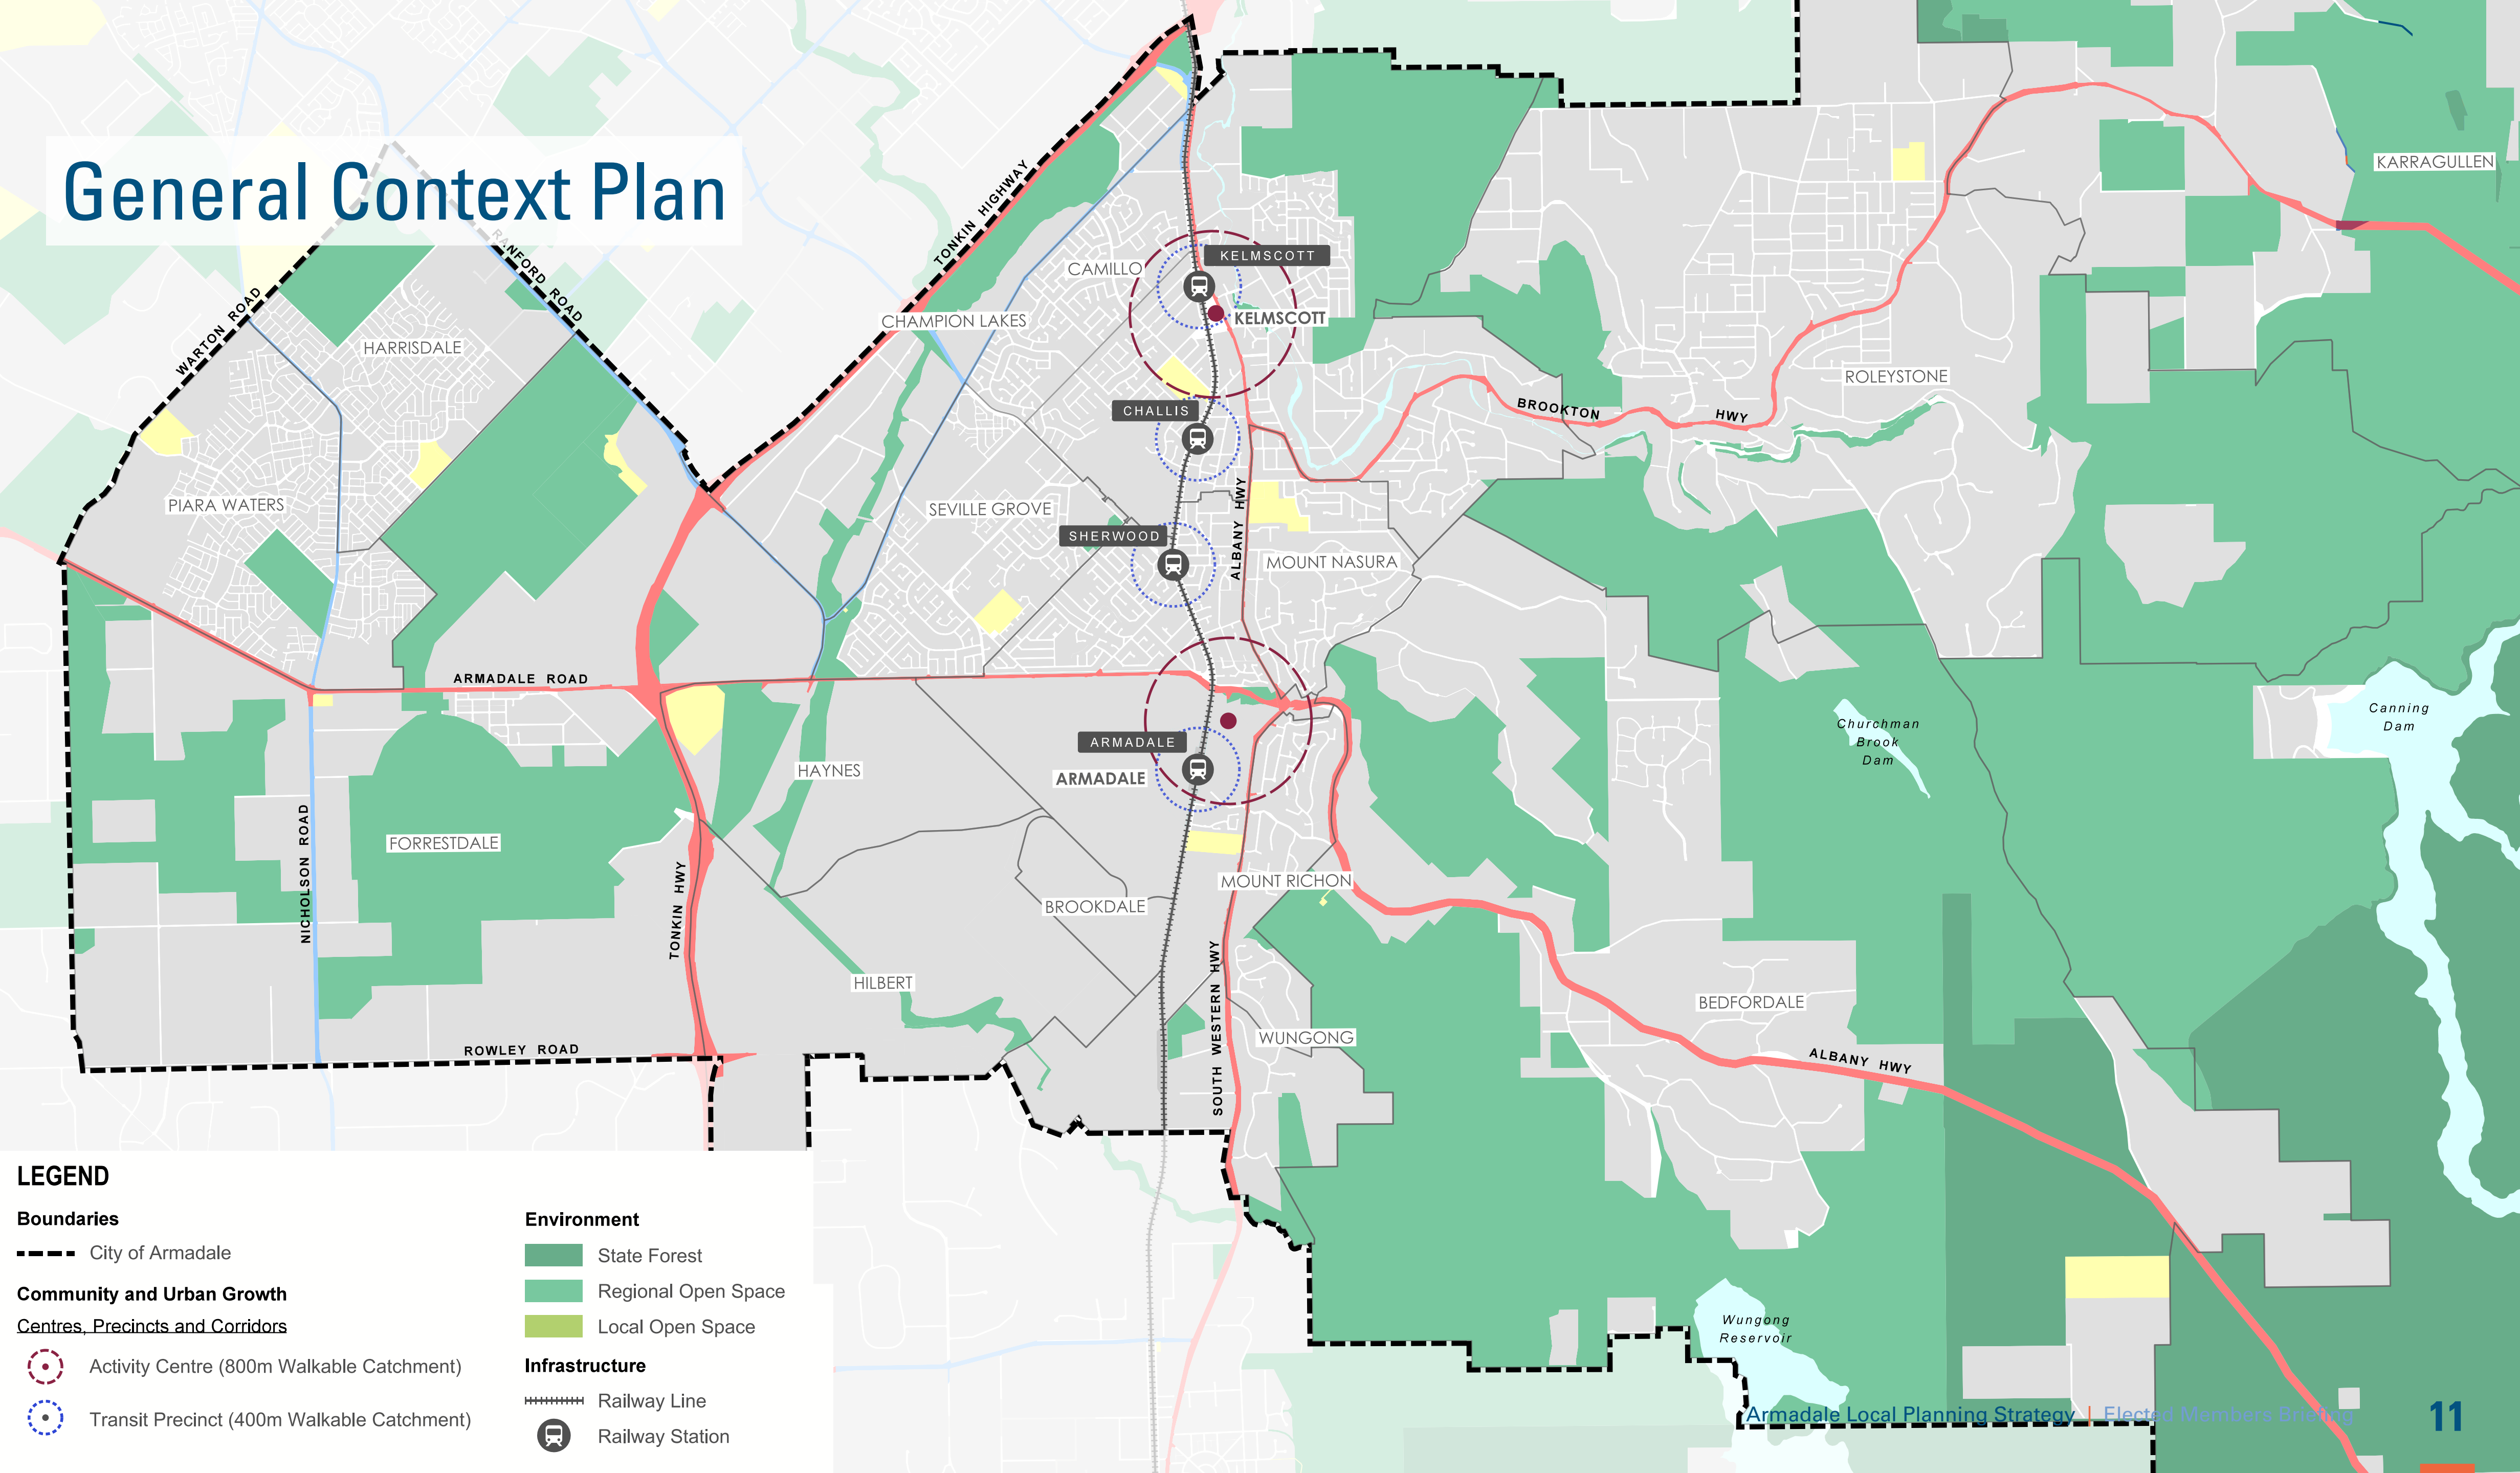 General Context Plan
KARRAGULLEN
TONKIN HIGHWAY
RANFORD ROAD
WARTON ROAD
KELMSCOTT
CAMILLO
KELMSCOTT
CHAMPION LAKES
HARRISDALE
ROLEYSTONE
CHALLIS
BROOKTON HWY
PIARA WATERS
SEVILLE GROVE
ALBANY HWY
SHERWOOD
MOUNT NASURA
ARMADALE ROAD
Canning
Dam
Churchman
Brook
Dam
ARMADALE
HAYNES
ARMADALE
FORRESTDALE
NICHOLSON ROAD
TONKIN HWY
MOUNT RICHON
BROOKDALE
HILBERT
SOUTH WESTERN HWY
BEDFORDALE
WUNGONG
ROWLEY ROAD
ALBANY HWY
Wungong
Reservoir
LEGEND
Boundaries
City of Armadale
Community and Urban Growth
Centres, Precincts and Corridors
Activity Centre (800m Walkable Catchment)
Transit Precinct (400m Walkable Catchment)
Environment
State Forest
Regional Open Space
Local Open Space
Infrastructure
Railway Line
Railway Station
Armadale Local Planning Strategy | Elected Members Briefing
11